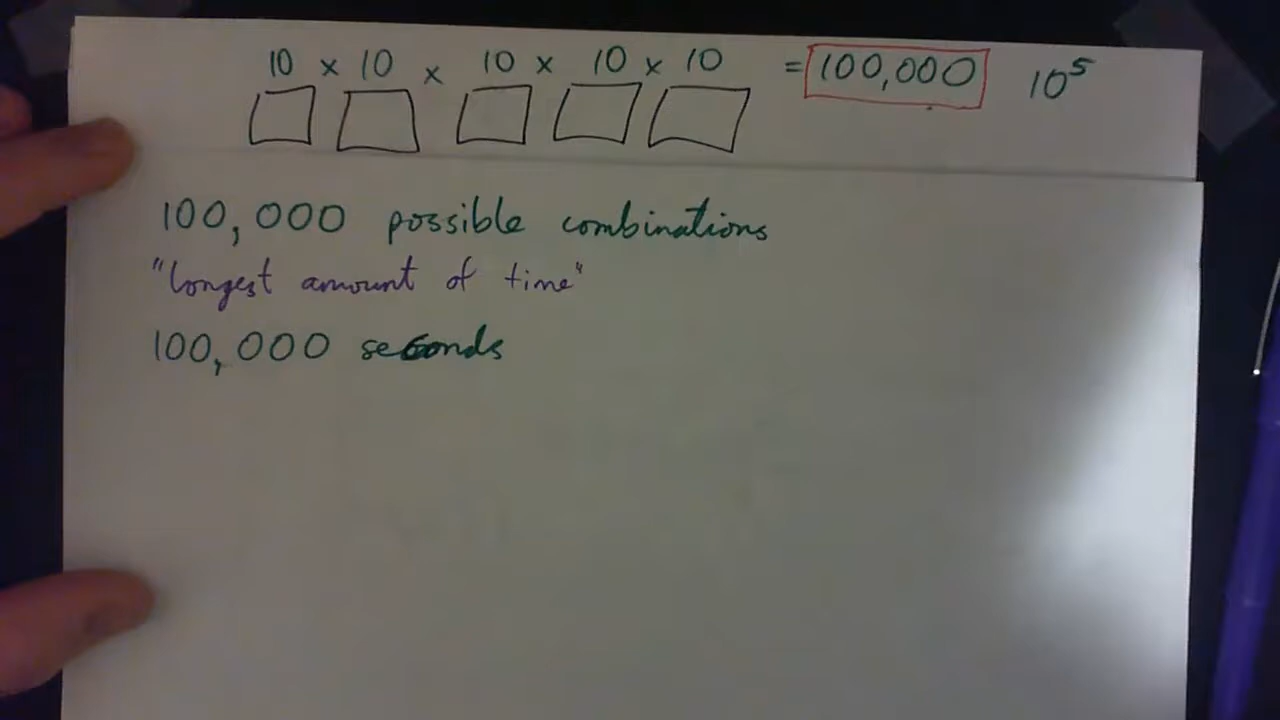 10 × 10 × 10 × 10 × 10 = 100,000 10⁵
100,000 possible combinations
"longest amount of time"
100,000 seconds